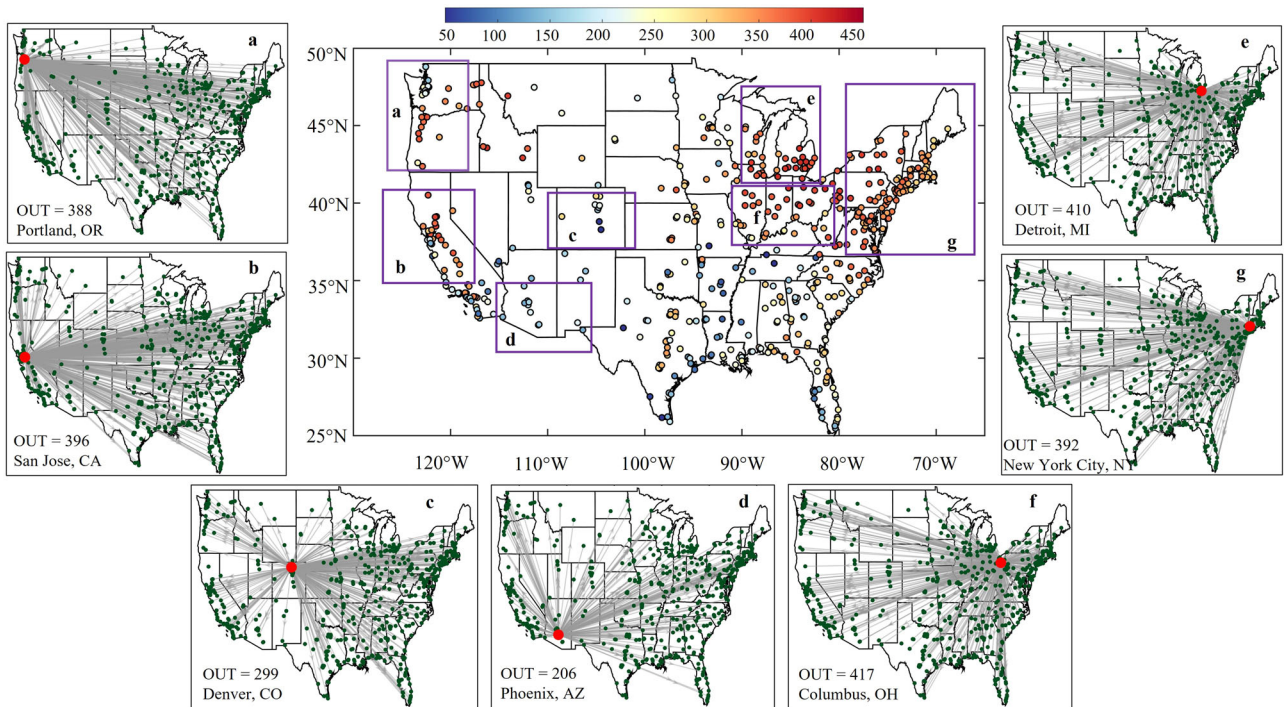 50 100 150 200 250 300 350 400 450
a
OUT = 388
Portland, OR
b
OUT = 396
San Jose, CA
50°N
45°N
40°N
35°N
30°N
25°N
a
b
c
d
e
f
g
120°W 110°W 100°W 90°W 80°W 70°W
e
OUT = 410
Detroit, MI
g
OUT = 392
New York City, NY
c
OUT = 299
Denver, CO
d
OUT = 206
Phoenix, AZ
f
OUT = 417
Columbus, OH